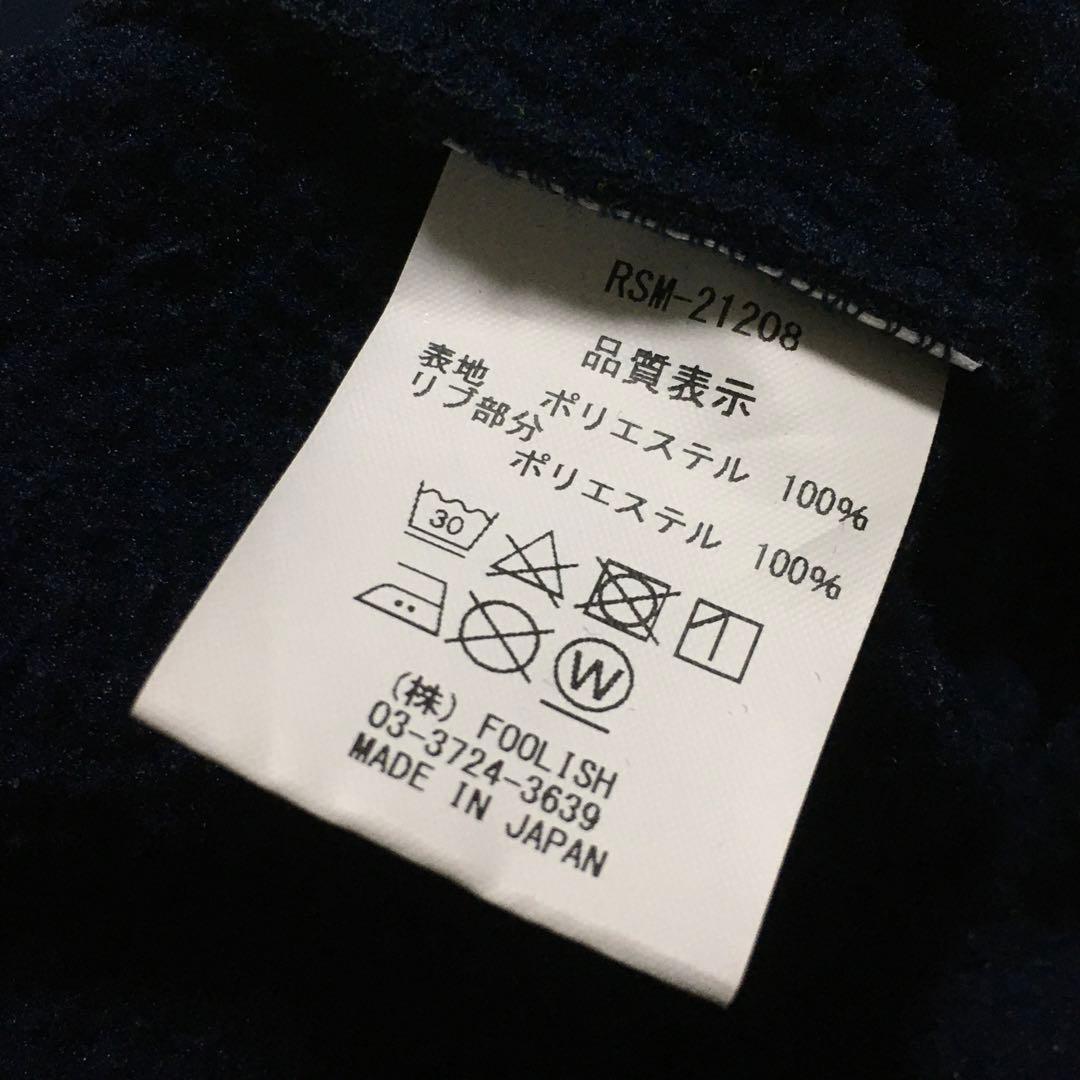 RSM-21208
品質表示
表地 ポリエステル 100%
リブ部分
ポリエステル 100%
30
W
(株) FOOLISH
03-3724-3639
MADE IN JAPAN